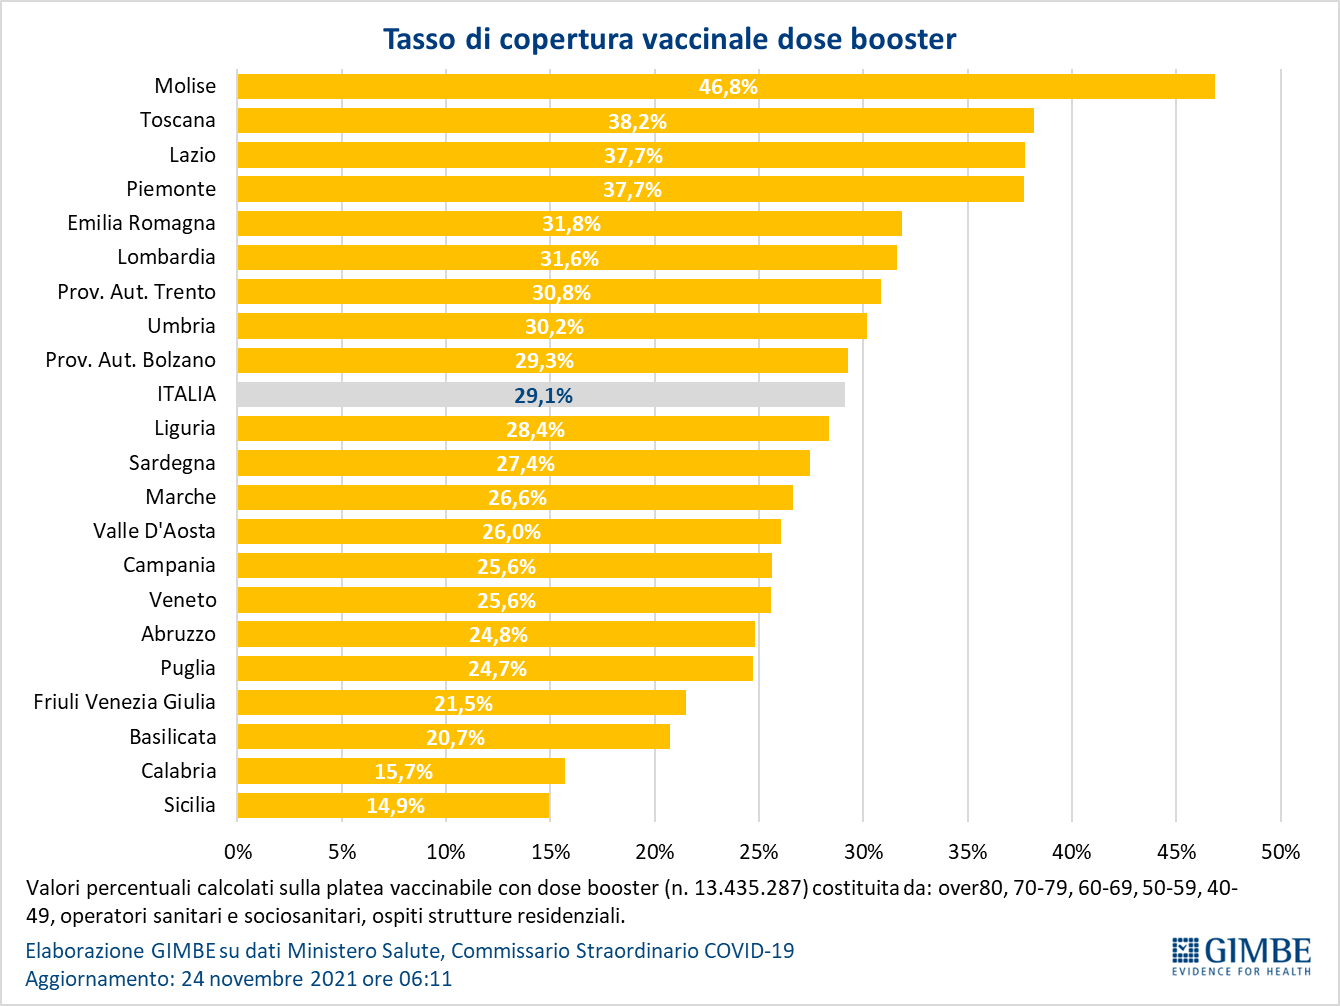 Tasso di copertura vaccinale dose booster
Molise 46,8%
Toscana 38,2%
Lazio 37,7%
Piemonte 37,7%
Emilia Romagna 31,8%
Lombardia 31,6%
Prov. Aut. Trento 30,8%
Umbria 30,2%
Prov. Aut. Bolzano 29,3%
ITALIA 29,1%
Liguria 28,4%
Sardegna 27,4%
Marche 26,6%
Valle D'Aosta 26,0%
Campania 25,6%
Veneto 25,6%
Abruzzo 24,8%
Puglia 24,7%
Friuli Venezia Giulia 21,5%
Basilicata 20,7%
Calabria 15,7%
Sicilia 14,9%
0% 5% 10% 15% 20% 25% 30% 35% 40% 45% 50%
Valori percentuali calcolati sulla platea vaccinabile con dose booster (n. 13.435.287) costituita da: over80, 70-79, 60-69, 50-59, 40-
49, operatori sanitari e sociosanitari, ospiti strutture residenziali.
Elaborazione GIMBE su dati Ministero Salute, Commissario Straordinario COVID-19
Aggiornamento: 24 novembre 2021 ore 06:11
GIMBE
EVIDENCE FOR HEALTH